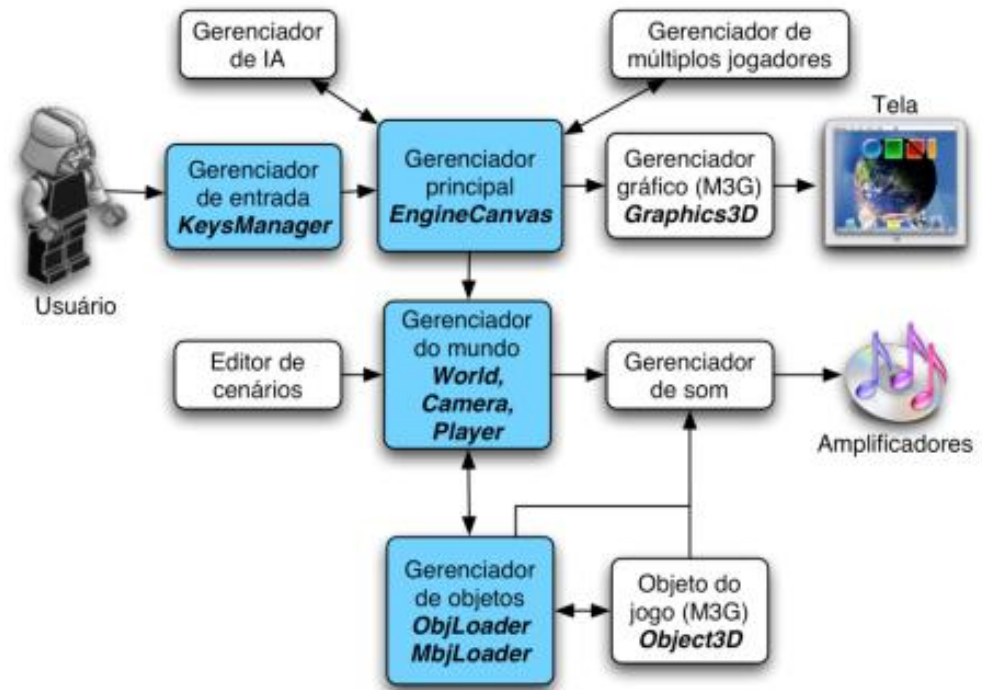 Gerenciador
de IA
Gerenciador de
múltiplos jogadores
Tela
Gerenciador
de entrada
KeysManager
Gerenciador
principal
EngineCanvas
Gerenciador
gráfico (M3G)
Graphics3D
Usuário
Editor de
cenários
Gerenciador
do mundo
World,
Camera,
Player
Gerenciador
de som
Amplificadores
Gerenciador
de objetos
ObjLoader
MbjLoader
Objeto do
jogo (M3G)
Object3D